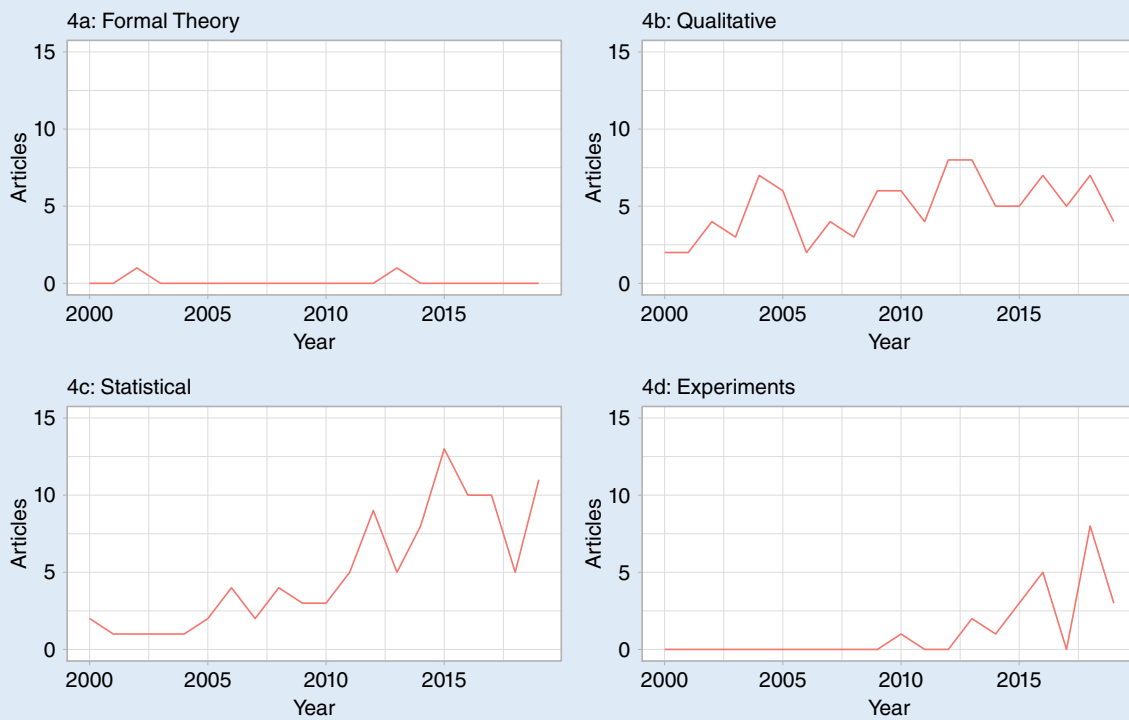 4a: Formal Theory
15
10
5
0
Articles
2000 2005 2010 2015
Year
4b: Qualitative
15
10
5
0
Articles
2000 2005 2010 2015
Year
4c: Statistical
15
10
5
0
Articles
2000 2005 2010 2015
Year
4d: Experiments
15
10
5
0
Articles
2000 2005 2010 2015
Year